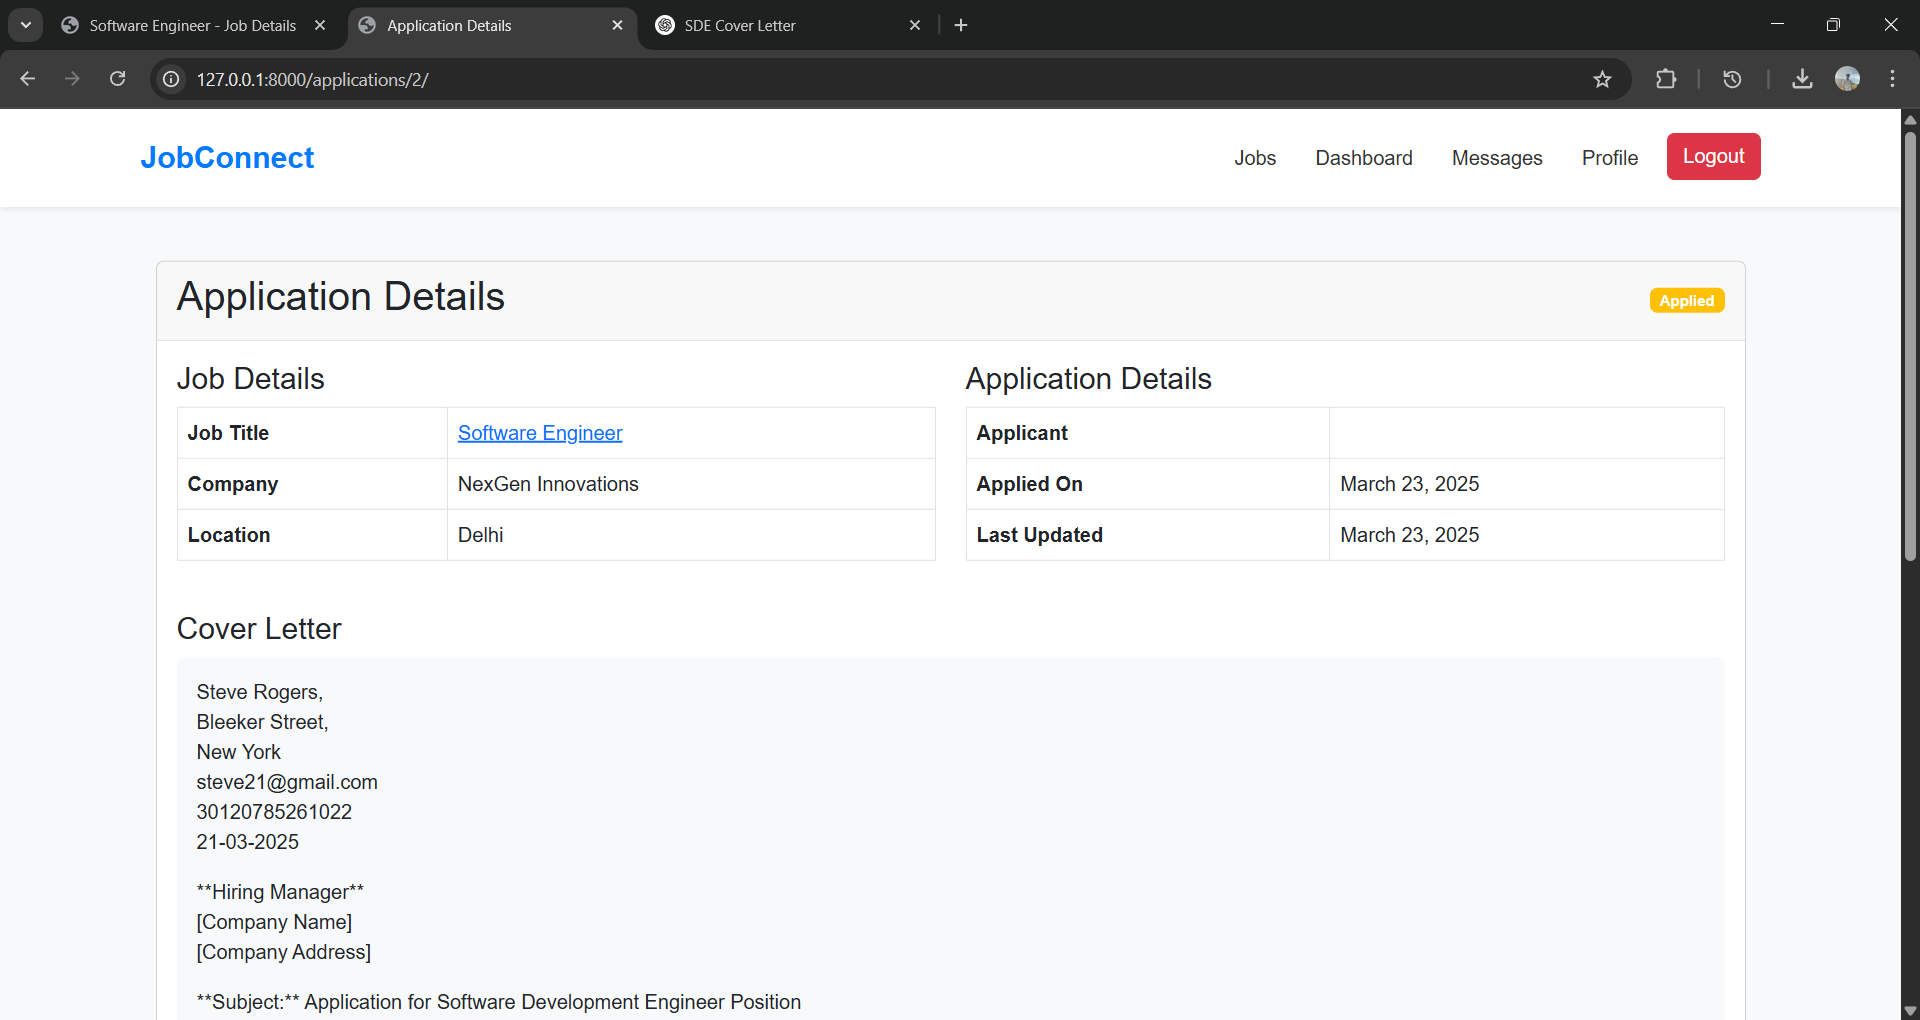 Software Engineer - Job Details
Application Details
SDE Cover Letter
127.0.0.1:8000/applications/2/
JobConnect
Jobs
Dashboard
Messages
Profile
Logout
Application Details
Applied
Job Details
Job Title
Software Engineer
Company
NexGen Innovations
Location
Delhi
Application Details
Applicant
Applied On
March 23, 2025
Last Updated
March 23, 2025
Cover Letter
Steve Rogers,
Bleeker Street,
New York
steve21@gmail.com
30120785261022
21-03-2025
**Hiring Manager**
[Company Name]
[Company Address]
**Subject:** Application for Software Development Engineer Position